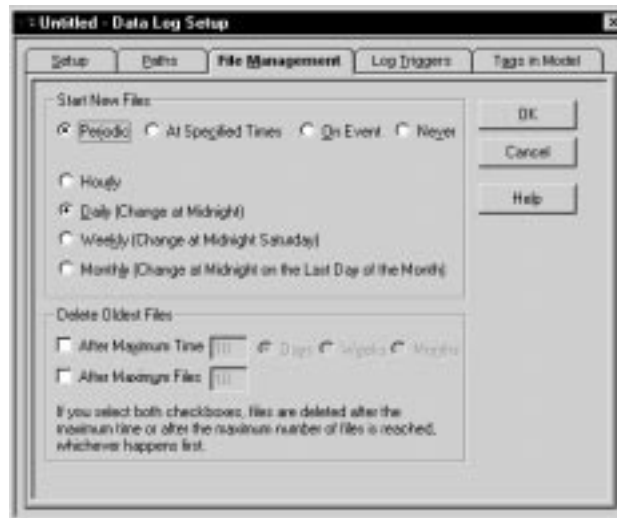 Untitled - Data Log Setup
Setup
Paths
File Management
Log Triggers
Tags in Model
Start New Files
Periodic
At Specified Times
On Event
Never
OK
Cancel
Help
Hourly
Daily (Change at Midnight)
Weekly (Change at Midnight Saturday)
Monthly (Change at Midnight on the Last Day of the Month)
Delete Oldest Files
After Maximum Time
Days
Weeks
Months
After Maximum Files
If you select both checkboxes, files are deleted after the
maximum time or after the maximum number of files is reached,
whichever happens first.